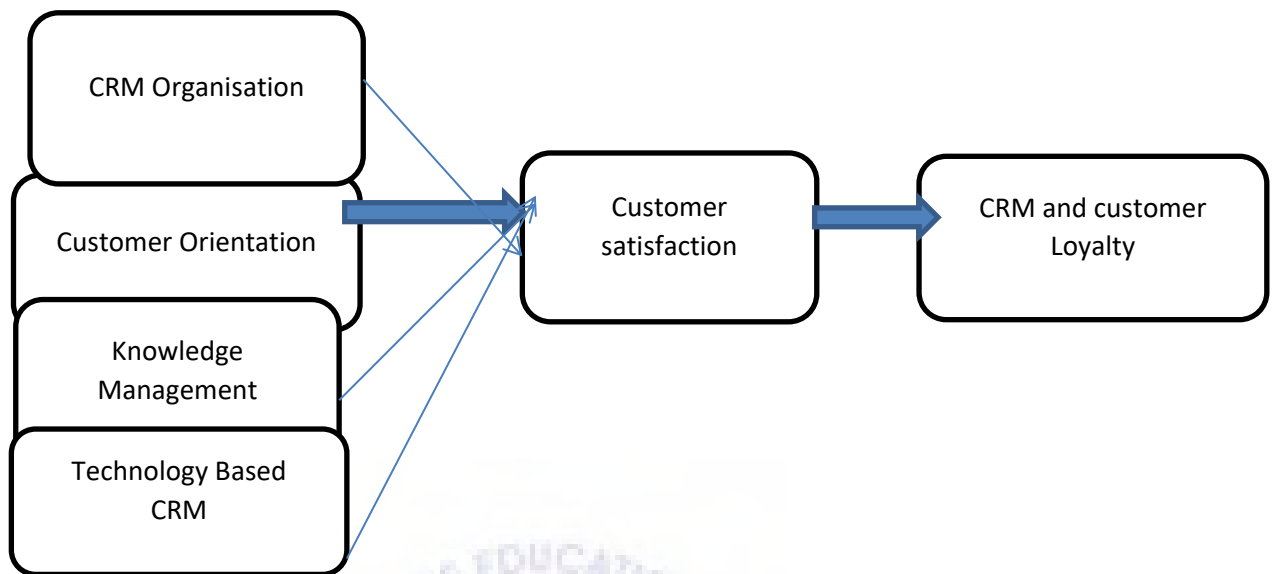 CRM Organisation
Customer Orientation
Knowledge
Management
Technology Based
CRM
Customer
satisfaction
CRM and customer
Loyalty